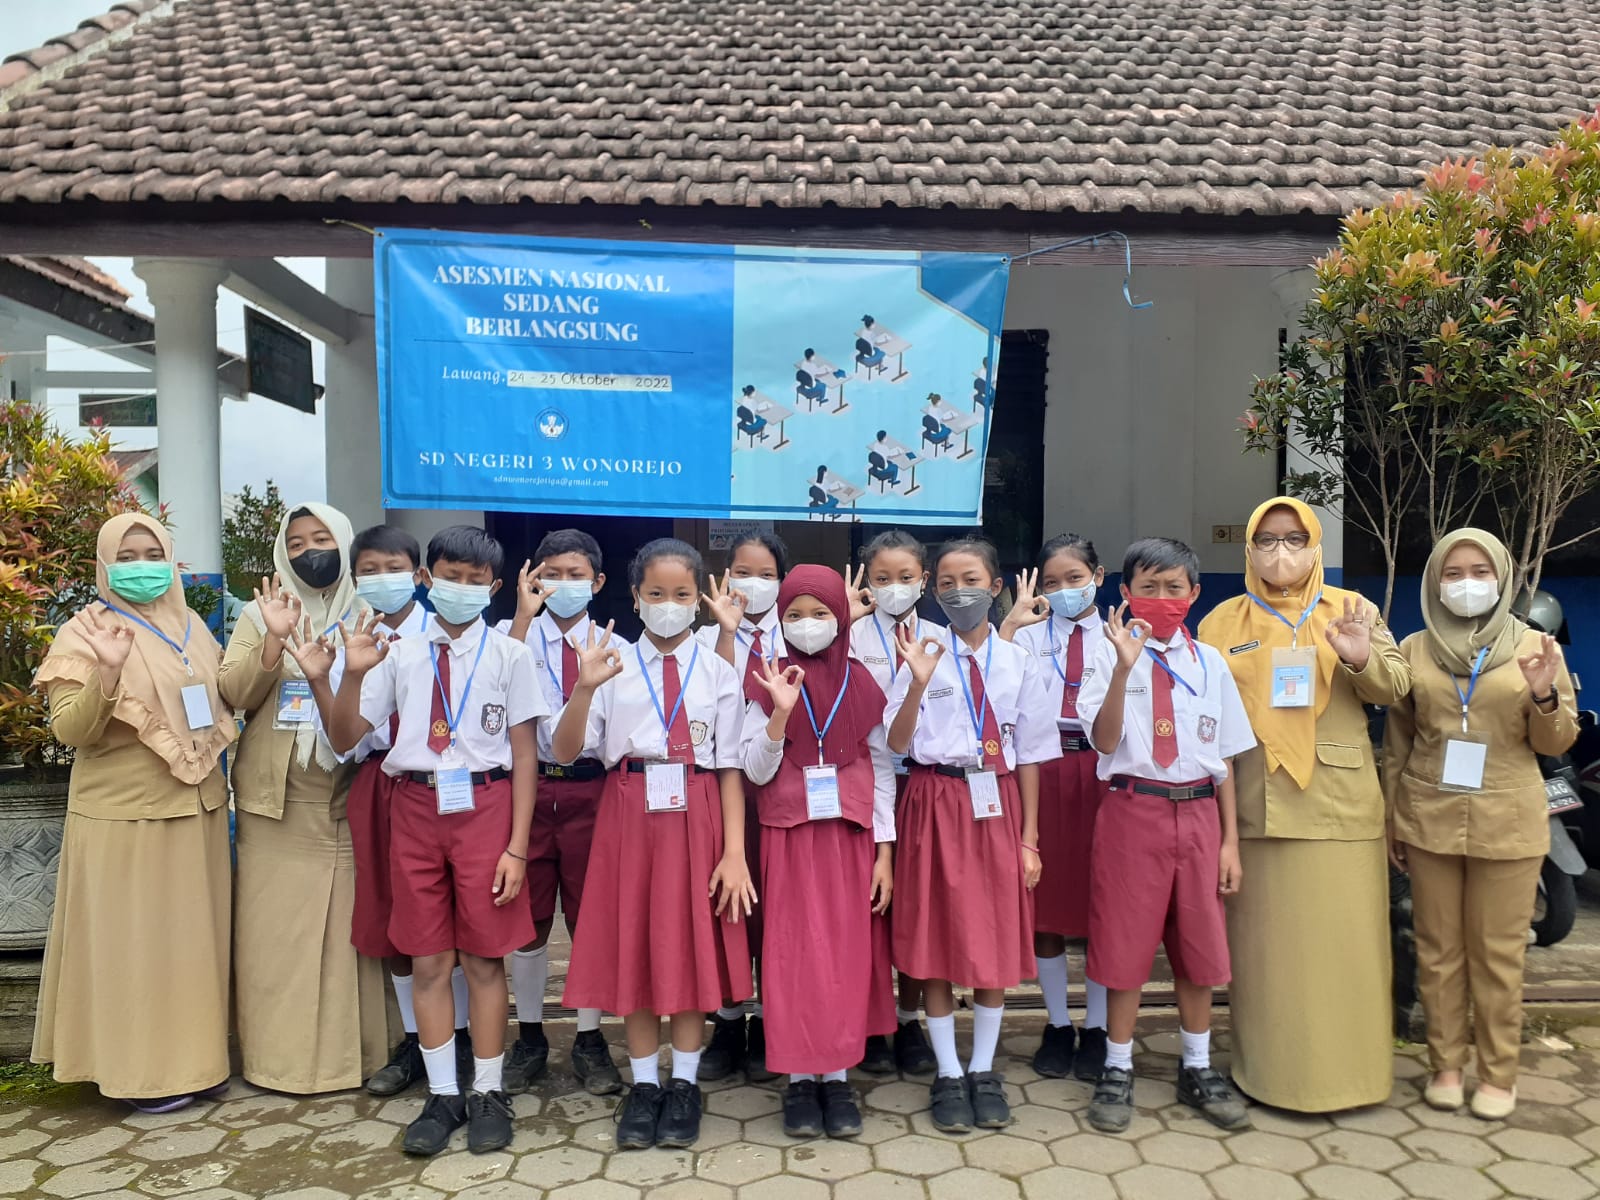 ASESMEN NASIONAL
SEDANG
BERLANGSUNG
Lawang, 24 - 25 Oktober 2022
SD NEGERI 3 WONOREJO
sdnwonorejotiga@gmail.com